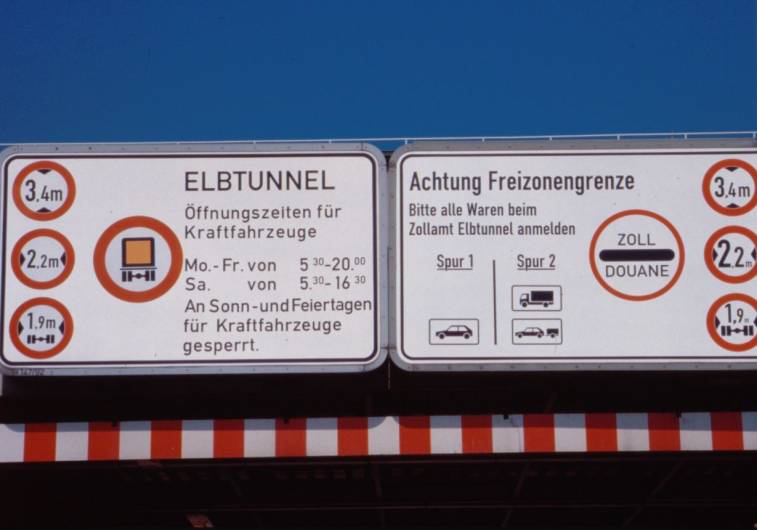 3,4m
2,2m
1.9m
ELBTUNNEL
Öffnungszeiten für
Kraftfahrzeuge
Mo.- Fr. von 5 30-20.00
Sa. von 5.30-16 30
An Sonn-und Feiertagen
für Kraftfahrzeuge
gesperrt.
Achtung Freizonengrenze
Bitte alle Waren beim
Zollamt Elbtunnel anmelden
Spur 1 Spur 2
ZOLL
DOUANE
3,4m
2,2m
1,9m